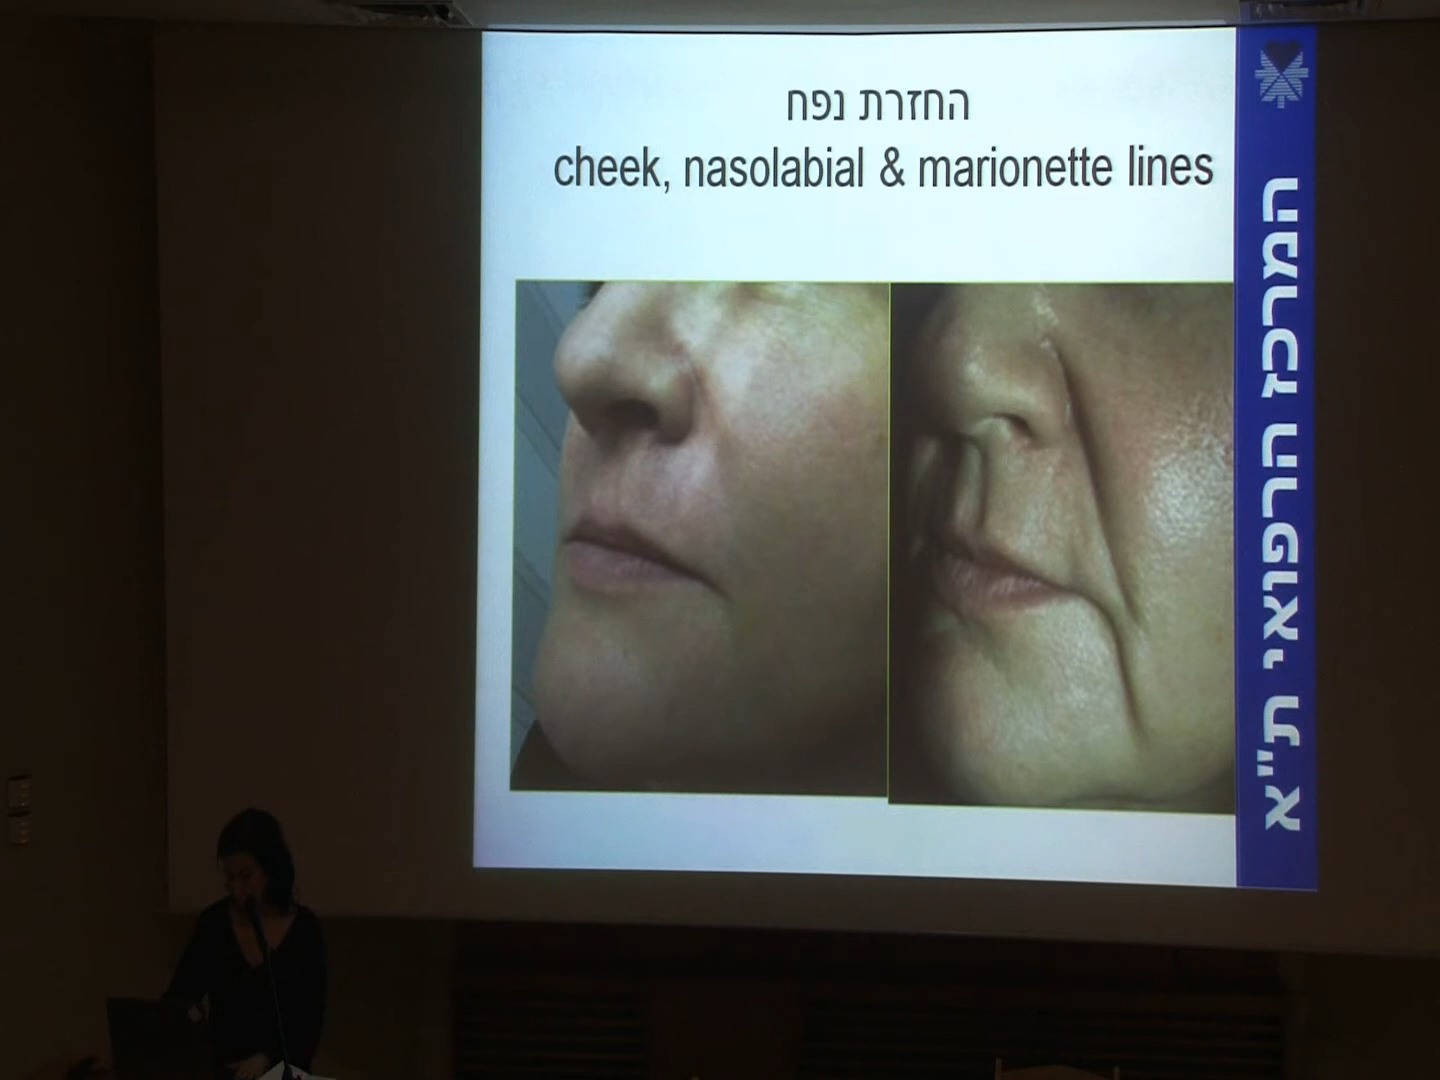 החזרת נפח
cheek, nasolabial & marionette lines
המרכז הרפואי ת"א